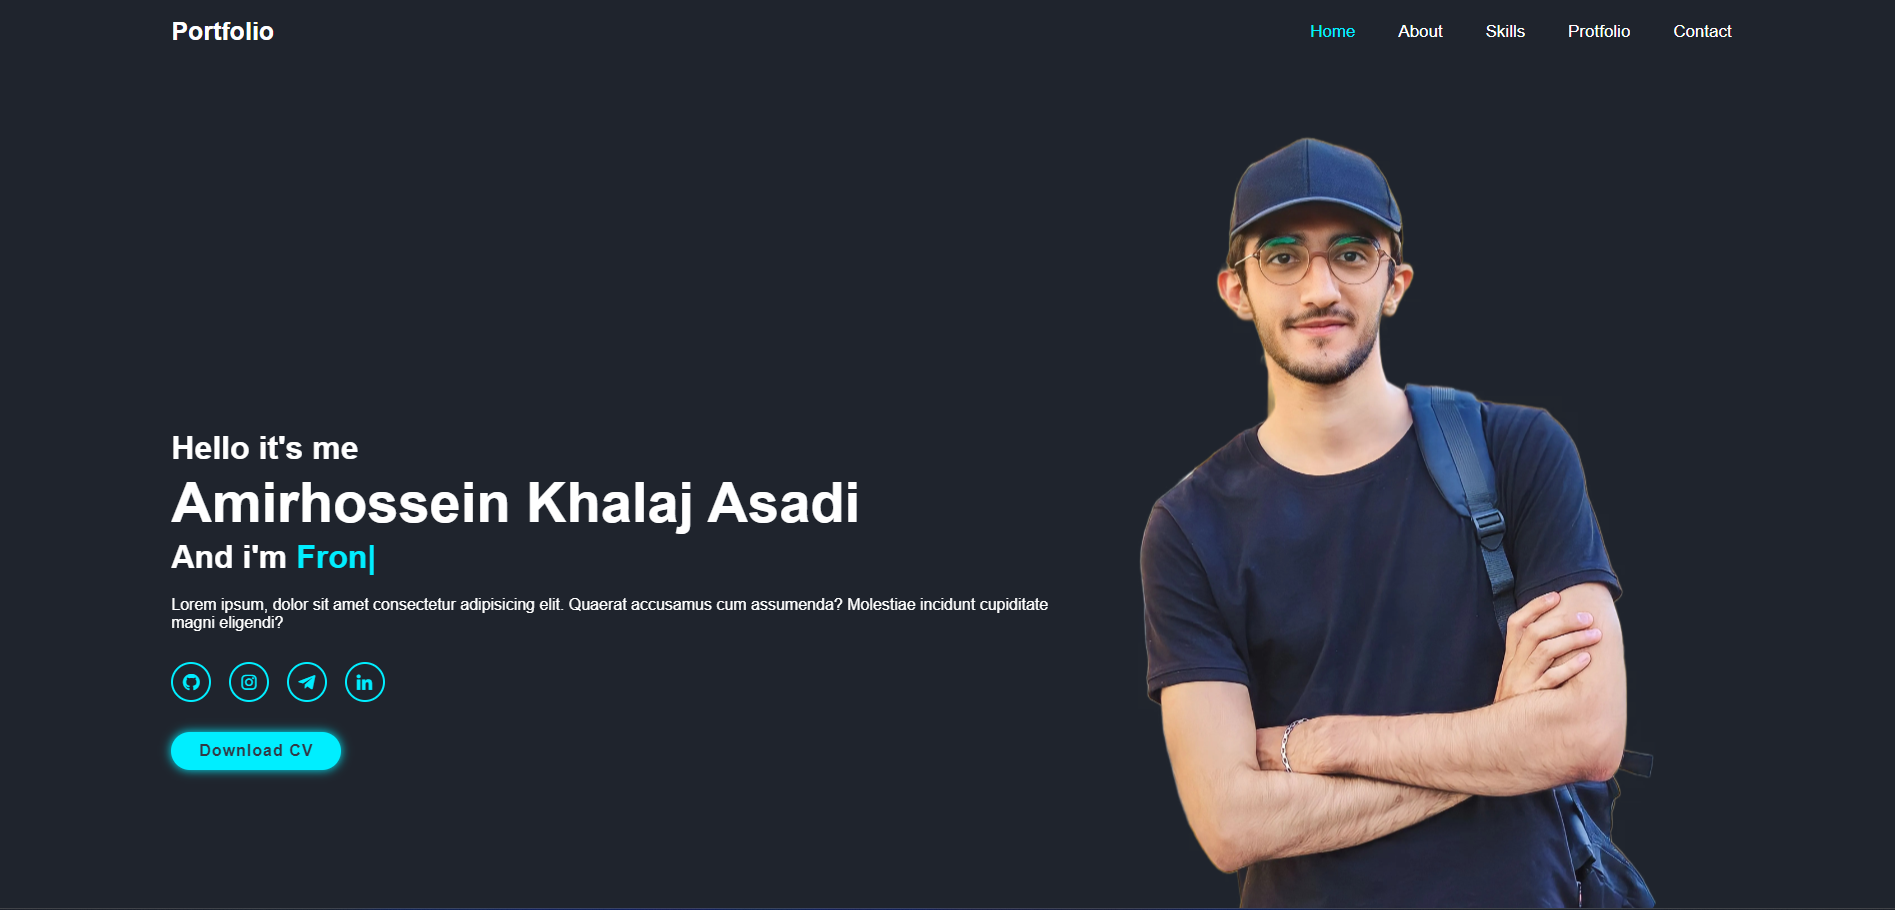 Portfolio
Home About Skills Protfolio Contact
Hello it's me
Amirhossein Khalaj Asadi
And i'm Fron|
Lorem ipsum, dolor sit amet consectetur adipisicing elit. Quaerat accusamus cum assumenda? Molestiae incidunt cupiditate
magni eligendi?
Download CV